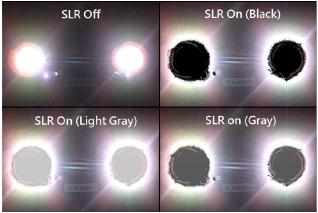 SLR Off
SLR On (Black)
SLR On (Light Gray)
SLR on (Gray)